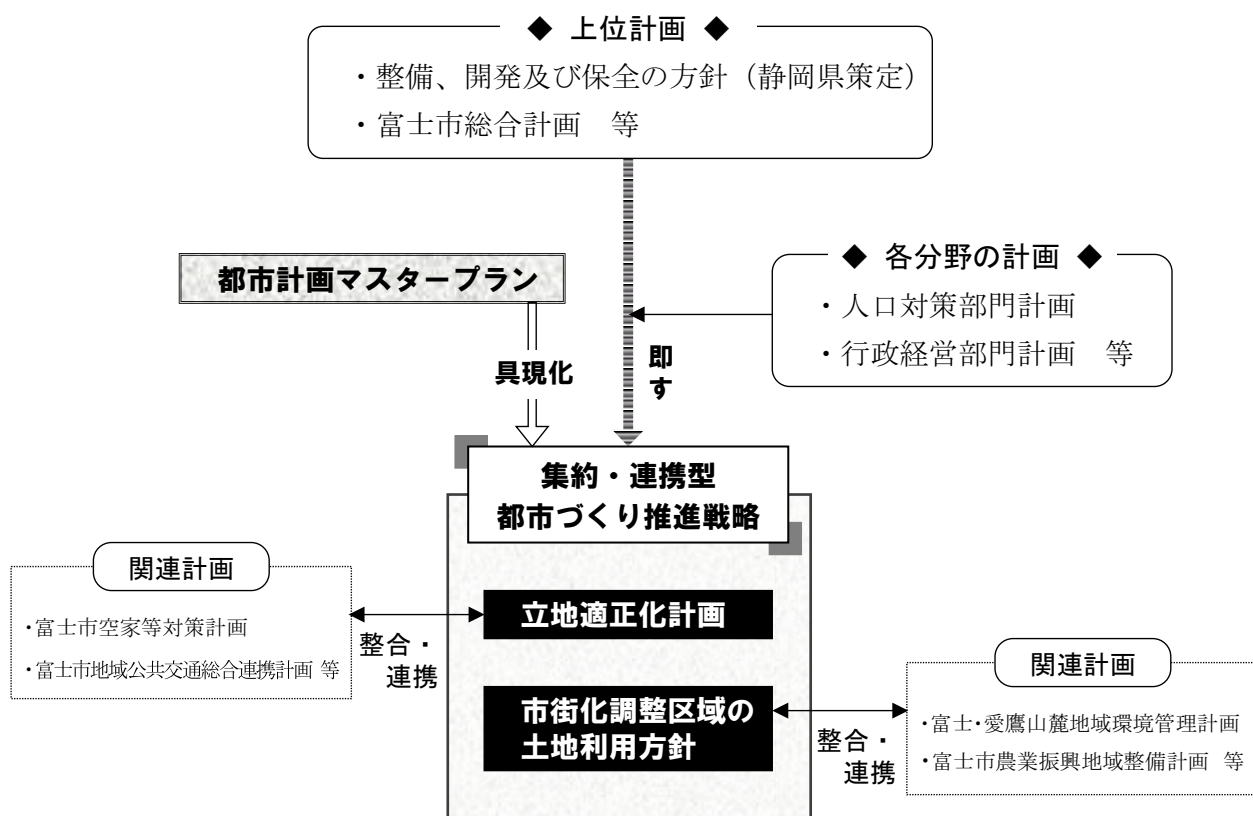 ◆ 上位計画 ◆
・整備、開発及び保全の方針（静岡県策定）
・富士市総合計画　等
都市計画マスタープラン
◆ 各分野の計画 ◆
・人口対策部門計画
・行政経営部門計画　等
具現化
即す
集約・連携型
都市づくり推進戦略
関連計画
・富士市空家等対策計画
・富士市地域公共交通総合連携計画 等
整合・
連携
立地適正化計画
市街化調整区域の
土地利用方針
整合・
連携
関連計画
・富士・愛鷹山麓地域環境管理計画
・富士市農業振興地域整備計画 等